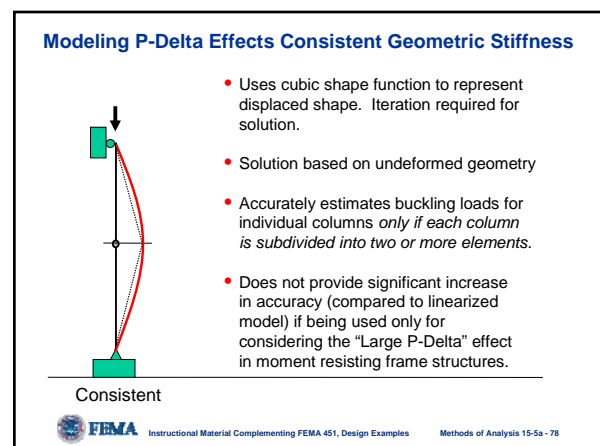 Modeling P-Delta Effects Consistent Geometric Stiffness
• Uses cubic shape function to represent
displaced shape. Iteration required for
solution.
• Solution based on undeformed geometry
• Accurately estimates buckling loads for
individual columns only if each column
is subdivided into two or more elements.
• Does not provide significant increase
in accuracy (compared to linearized
model) if being used only for
considering the “Large P-Delta” effect
in moment resisting frame structures.
Consistent
FEMA Instructional Material Complementing FEMA 451, Design Examples Methods of Analysis 15-5a - 78